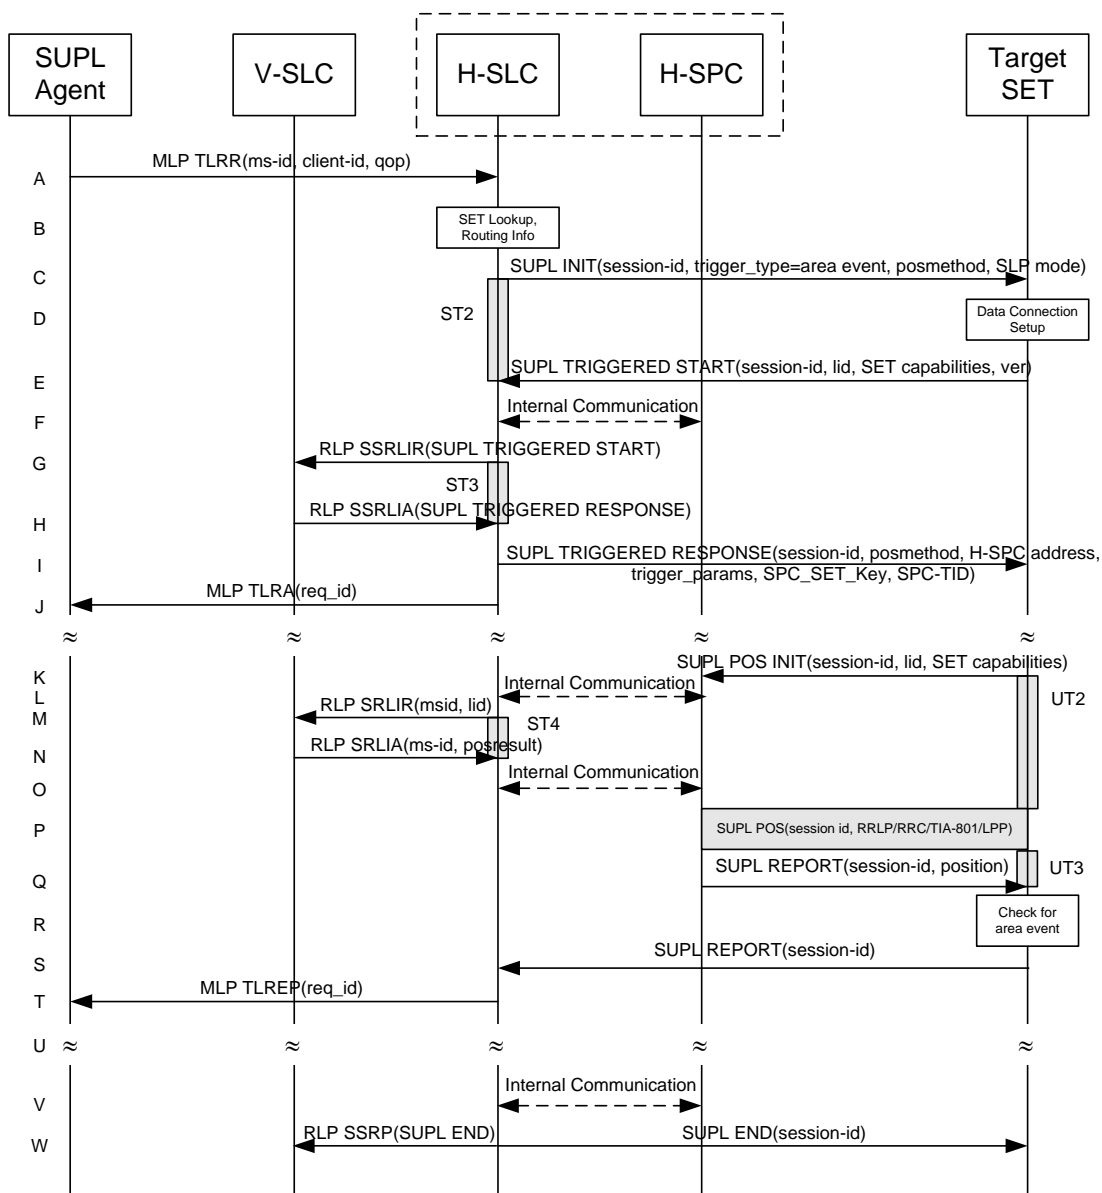 SUPL
Agent
V-SLC
H-SLC
H-SPC
Target
SET
A
MLP TLRR(ms-id, client-id, qop)
B
SET Lookup,
Routing Info
C
SUPL INIT(session-id, trigger_type=area event, posmethod, SLP mode)
D
ST2
Data Connection
Setup
E
SUPL TRIGGERED START(session-id, lid, SET capabilities, ver)
F
Internal Communication
G
RLP SSRLIR(SUPL TRIGGERED START)
ST3
H
RLP SSRLIA(SUPL TRIGGERED RESPONSE)
I
SUPL TRIGGERED RESPONSE(session-id, posmethod, H-SPC address,
trigger_params, SPC_SET_Key, SPC-TID)
J
MLP TLRA(req_id)
≈ ≈ ≈ ≈ ≈
K
SUPL POS INIT(session-id, lid, SET capabilities)
L
Internal Communication
UT2
M
RLP SRLIR(msid, lid)
ST4
N
RLP SRLIA(ms-id, posresult)
O
Internal Communication
P
SUPL POS(session id, RRLP/RRC/TIA-801/LPP)
Q
SUPL REPORT(session-id, position)
UT3
R
Check for
area event
S
SUPL REPORT(session-id)
T
MLP TLREP(req_id)
U ≈ ≈ ≈ ≈ ≈
V
Internal Communication
W
RLP SSRP(SUPL END)
SUPL END(session-id)